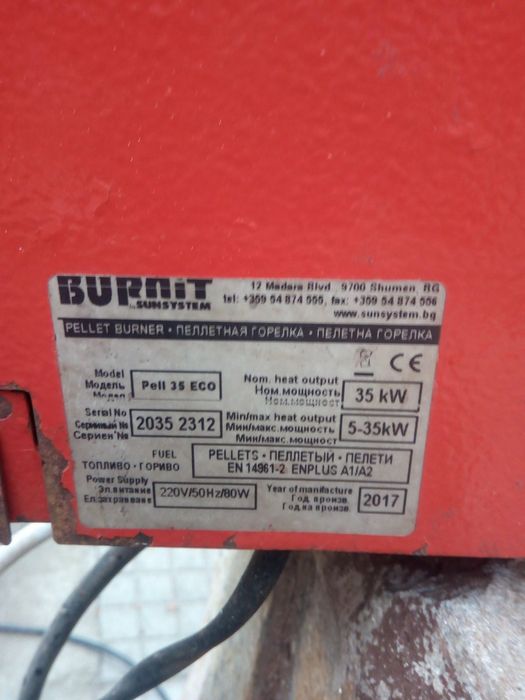 BURNiT
by SUNSYSTEM
12 Madara Blvd., 9700 Shumen, BG
tel: +359 54 874 555, fax: +359 54 874 556
www.sunsystem.bg
PELLET BURNER • ПЕЛЛЕТНАЯ ГОРЕЛКА • ПЕЛЕТНА ГОРЕЛКА
CE
Model
Модель
Модел
Pell 35 ECO
Nom. heat output
Ном.мощность
Ном.мощност
35 kW
Serial No
Серийный №
Сериен №
2035 2312
Min/max heat output
Мин/макс.мощность
Мин/макс.мощност
5-35kW
FUEL
ТОПЛИВО • ГОРИВО
PELLETS • ПЕЛЛЕТЫЙ • ПЕЛЕТИ
EN 14961-2 ENPLUS A1/A2
Power Supply
Эл.питание
Ел.захранване
220V/50Hz/80W
Year of manifacture
Год произв.
Год.на произв.
2017